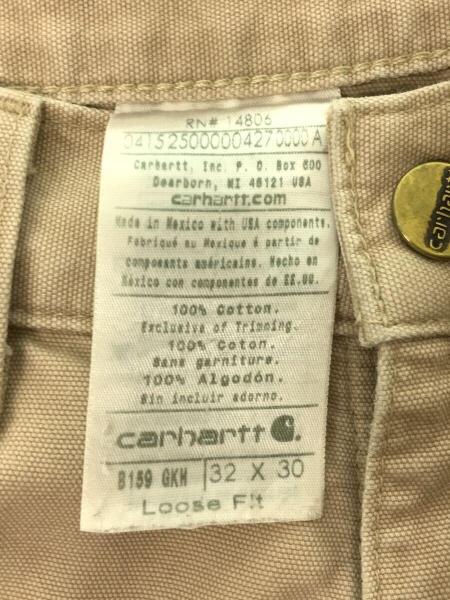 RN# 14806
041525000004270000A
Carhartt, Inc. P. O. Box 600
Dearborn, MI 48121 USA
carhartt.com
Made in Mexico with USA components.
Fabriqué au Mexique á partir de
composants américains. Hecho en
México con componentes de EE.UU.
100% Cotton.
Exclusive of Trimming.
100% Coton.
Sans garniture.
100% Algodón.
Sin incluir adorno.
carhartt
B159 GKH 32 X 30
Loose Fit
carhartt